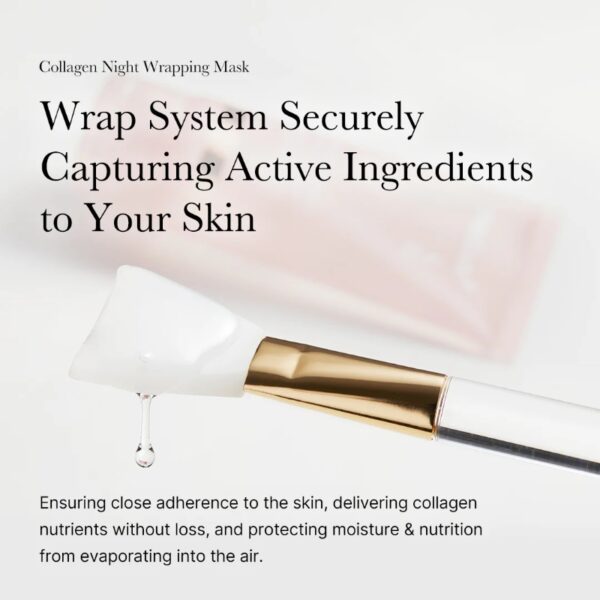 Collagen Night Wrapping Mask
Wrap System Securely
Capturing Active Ingredients
to Your Skin
Ensuring close adherence to the skin, delivering collagen
nutrients without loss, and protecting moisture & nutrition
from evaporating into the air.